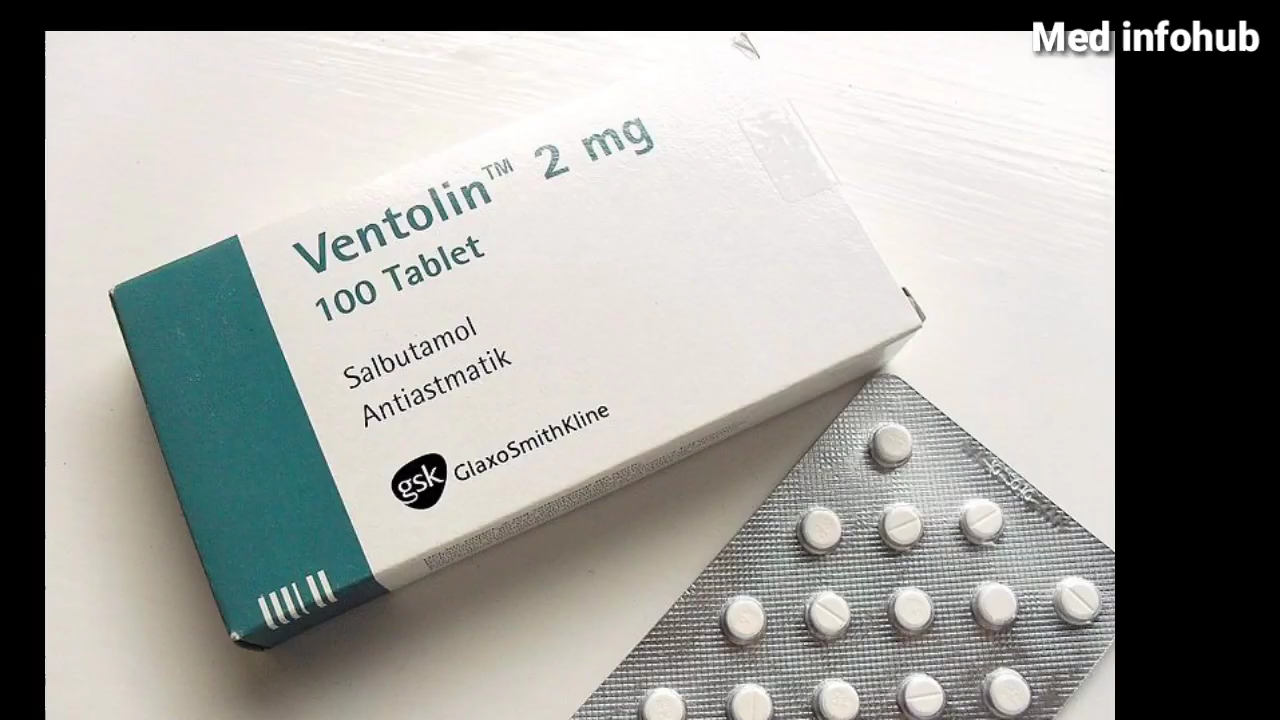 Med infohub
Ventolin™ 2 mg
100 Tablet
Salbutamol
Antiastmatik
gsk GlaxoSmithKline